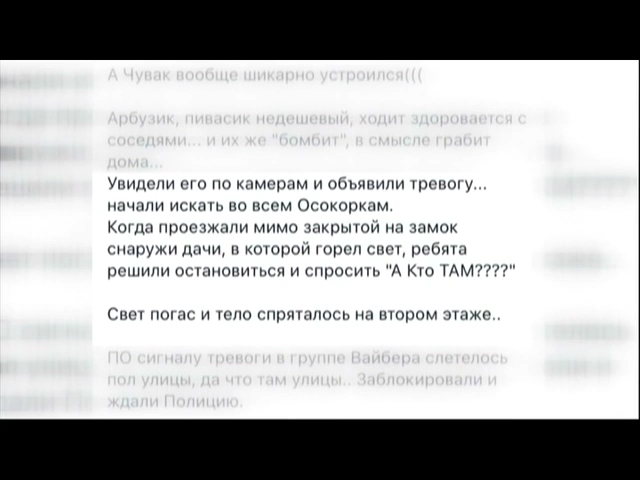 А Чувак вообще шикарно устроился(((
Арбузик, пивасик недешевый, ходит здоровается с
соседями... и их же "бомбит", в смысле грабит
дома...
Увидели его по камерам и объявили тревогу...
начали искать во всем Осокоркам.
Когда проезжали мимо закрытой на замок
снаружи дачи, в которой горел свет, ребята
решили остановиться и спросить "А Кто ТАМ????"
Свет погас и тело спряталось на втором этаже..
ПО сигналу тревоги в группе Вайбера слетелось
пол улицы, да что там улицы.. Заблокировали и
ждали Полицию.